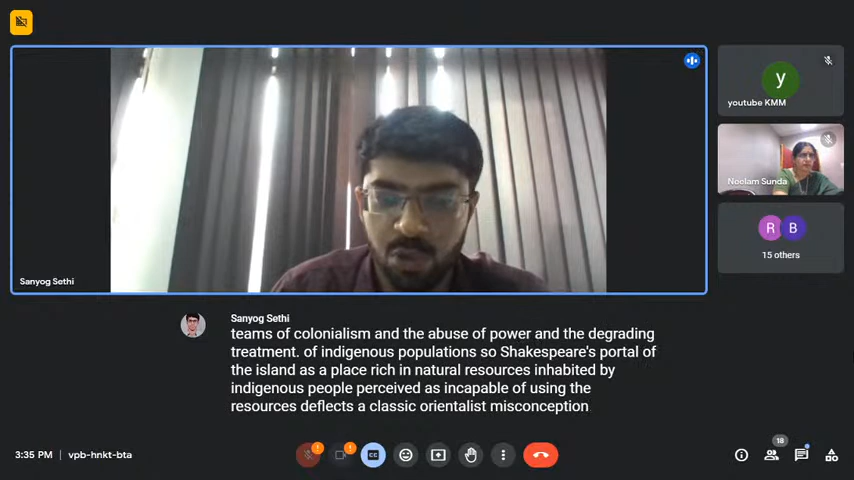 y
youtube KMM
Neelam Sunda
R B
15 others
Sanyog Sethi
Sanyog Sethi
teams of colonialism and the abuse of power and the degrading
treatment. of indigenous populations so Shakespeare's portal of
the island as a place rich in natural resources inhabited by
indigenous people perceived as incapable of using the
resources deflects a classic orientalist misconception
18
3:35 PM | vpb-hnkt-bta
CC